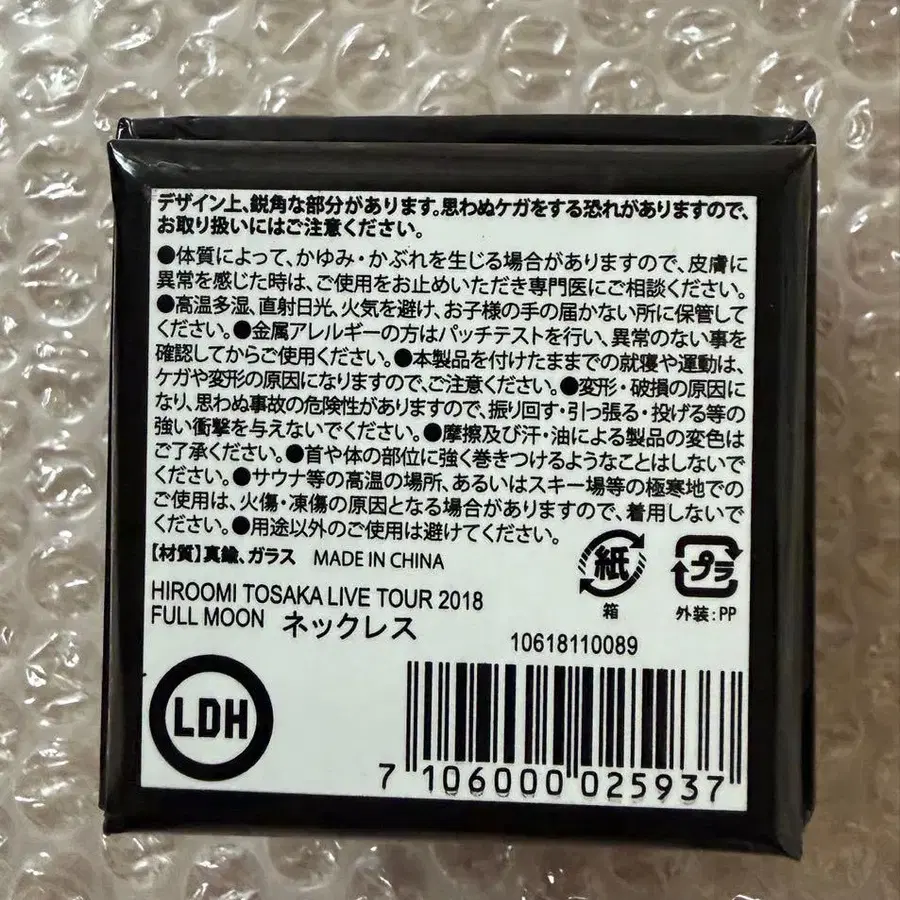 デザイン上、鋭角な部分があります。思わぬケガをする恐れがありますので、
お取り扱いにはご注意ください。
●体質によって、かゆみ・かぶれを生じる場合がありますので、皮膚に
異常を感じた時は、ご使用をお止めいただき専門医にご相談ください。
●高温多湿、直射日光、火気を避け、お子様の手の届かない所に保管して
ください。●金属アレルギーの方はパッチテストを行い、異常のない事を
確認してからご使用ください。●本製品を付けたままでの就寝や運動は、
ケガや変形の原因になりますので、ご注意ください。●変形・破損の原因に
なり、思わぬ事故の危険性がありますので、振り回す・引っ張る・投げる等の
強い衝撃を与えないでください。●摩擦及び汗・油による製品の変色は
ご了承ください。●首や体の部位に強く巻きつけるようなことはしないで
ください。●サウナ等の高温の場所、あるいはスキー場等の極寒地での
ご使用は、火傷・凍傷の原因となる場合がありますので、着用しないで
ください。●用途以外のご使用は避けてください。
【材質】真鍮、ガラス MADE IN CHINA
紙
箱
プラ
外装:PP
HIROOMI TOSAKA LIVE TOUR 2018
FULL MOON ネックレス
10618110089
LDH
7 106000 025937